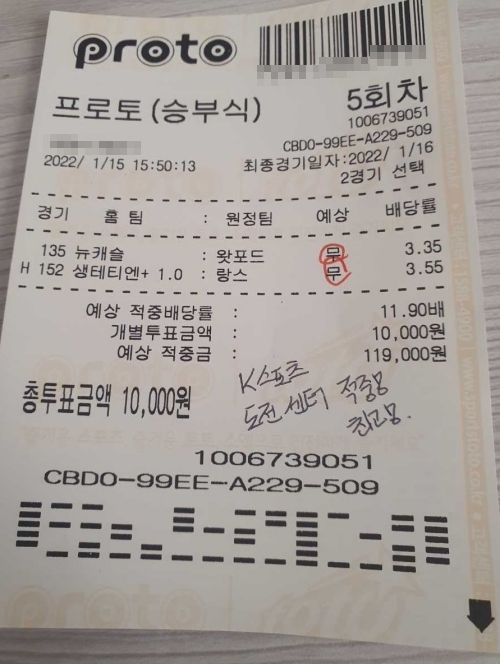 proto
프로토(승부식)
5회차
1006739051
CBD0-99EE-A229-509
2022/ 1/15 15:50:13
최종경기일자:2022/ 1/16
2경기 선택
경기 홈 팀 : 원정팀 예상 배당률
135 뉴캐슬 : 왓포드 무 3.35
H 152 생테티엔+ 1.0 : 랑스 무 3.55
예상 적중배당률 : 11.90배
개별투표금액 : 10,000원
예상 적중금 : 119,000원
총투표금액 10,000원
K스포츠
도전 센터 적중왕
최고용.
1006739051
CBD0-99EE-A229-509